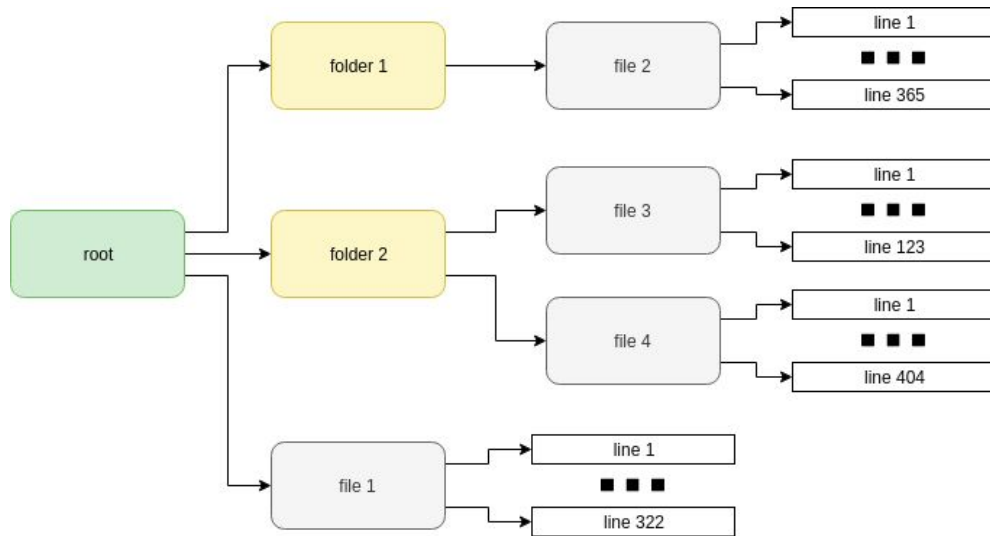 root
folder 1
file 2
line 1
line 365
folder 2
file 3
line 1
line 123
file 4
line 1
line 404
file 1
line 1
line 322